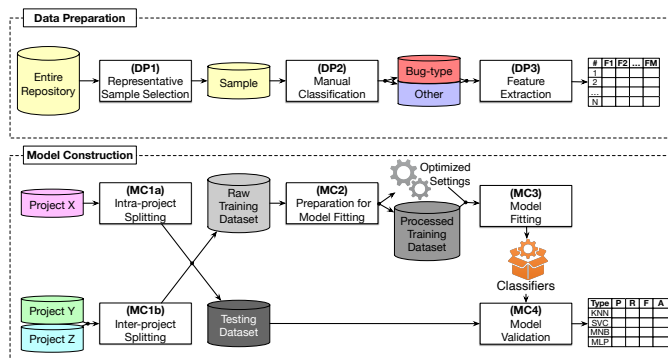 Data Preparation
Entire
Repository
(DP1)
Representative
Sample Selection
Sample
(DP2)
Manual
Classification
Bug-type
Other
(DP3)
Feature
Extraction
# F1 F2 ... FM
1
2
...
N
Model Construction
Project X
(MC1a)
Intra-project
Splitting
Raw
Training
Dataset
(MC2)
Preparation for
Model Fitting
Optimized
Settings
Processed
Training
Dataset
(MC3)
Model
Fitting
Classifiers
Project Y
Project Z
(MC1b)
Inter-project
Splitting
Testing
Dataset
(MC4)
Model
Validation
Type P R F A
KNN
SVC
MNB
MLP